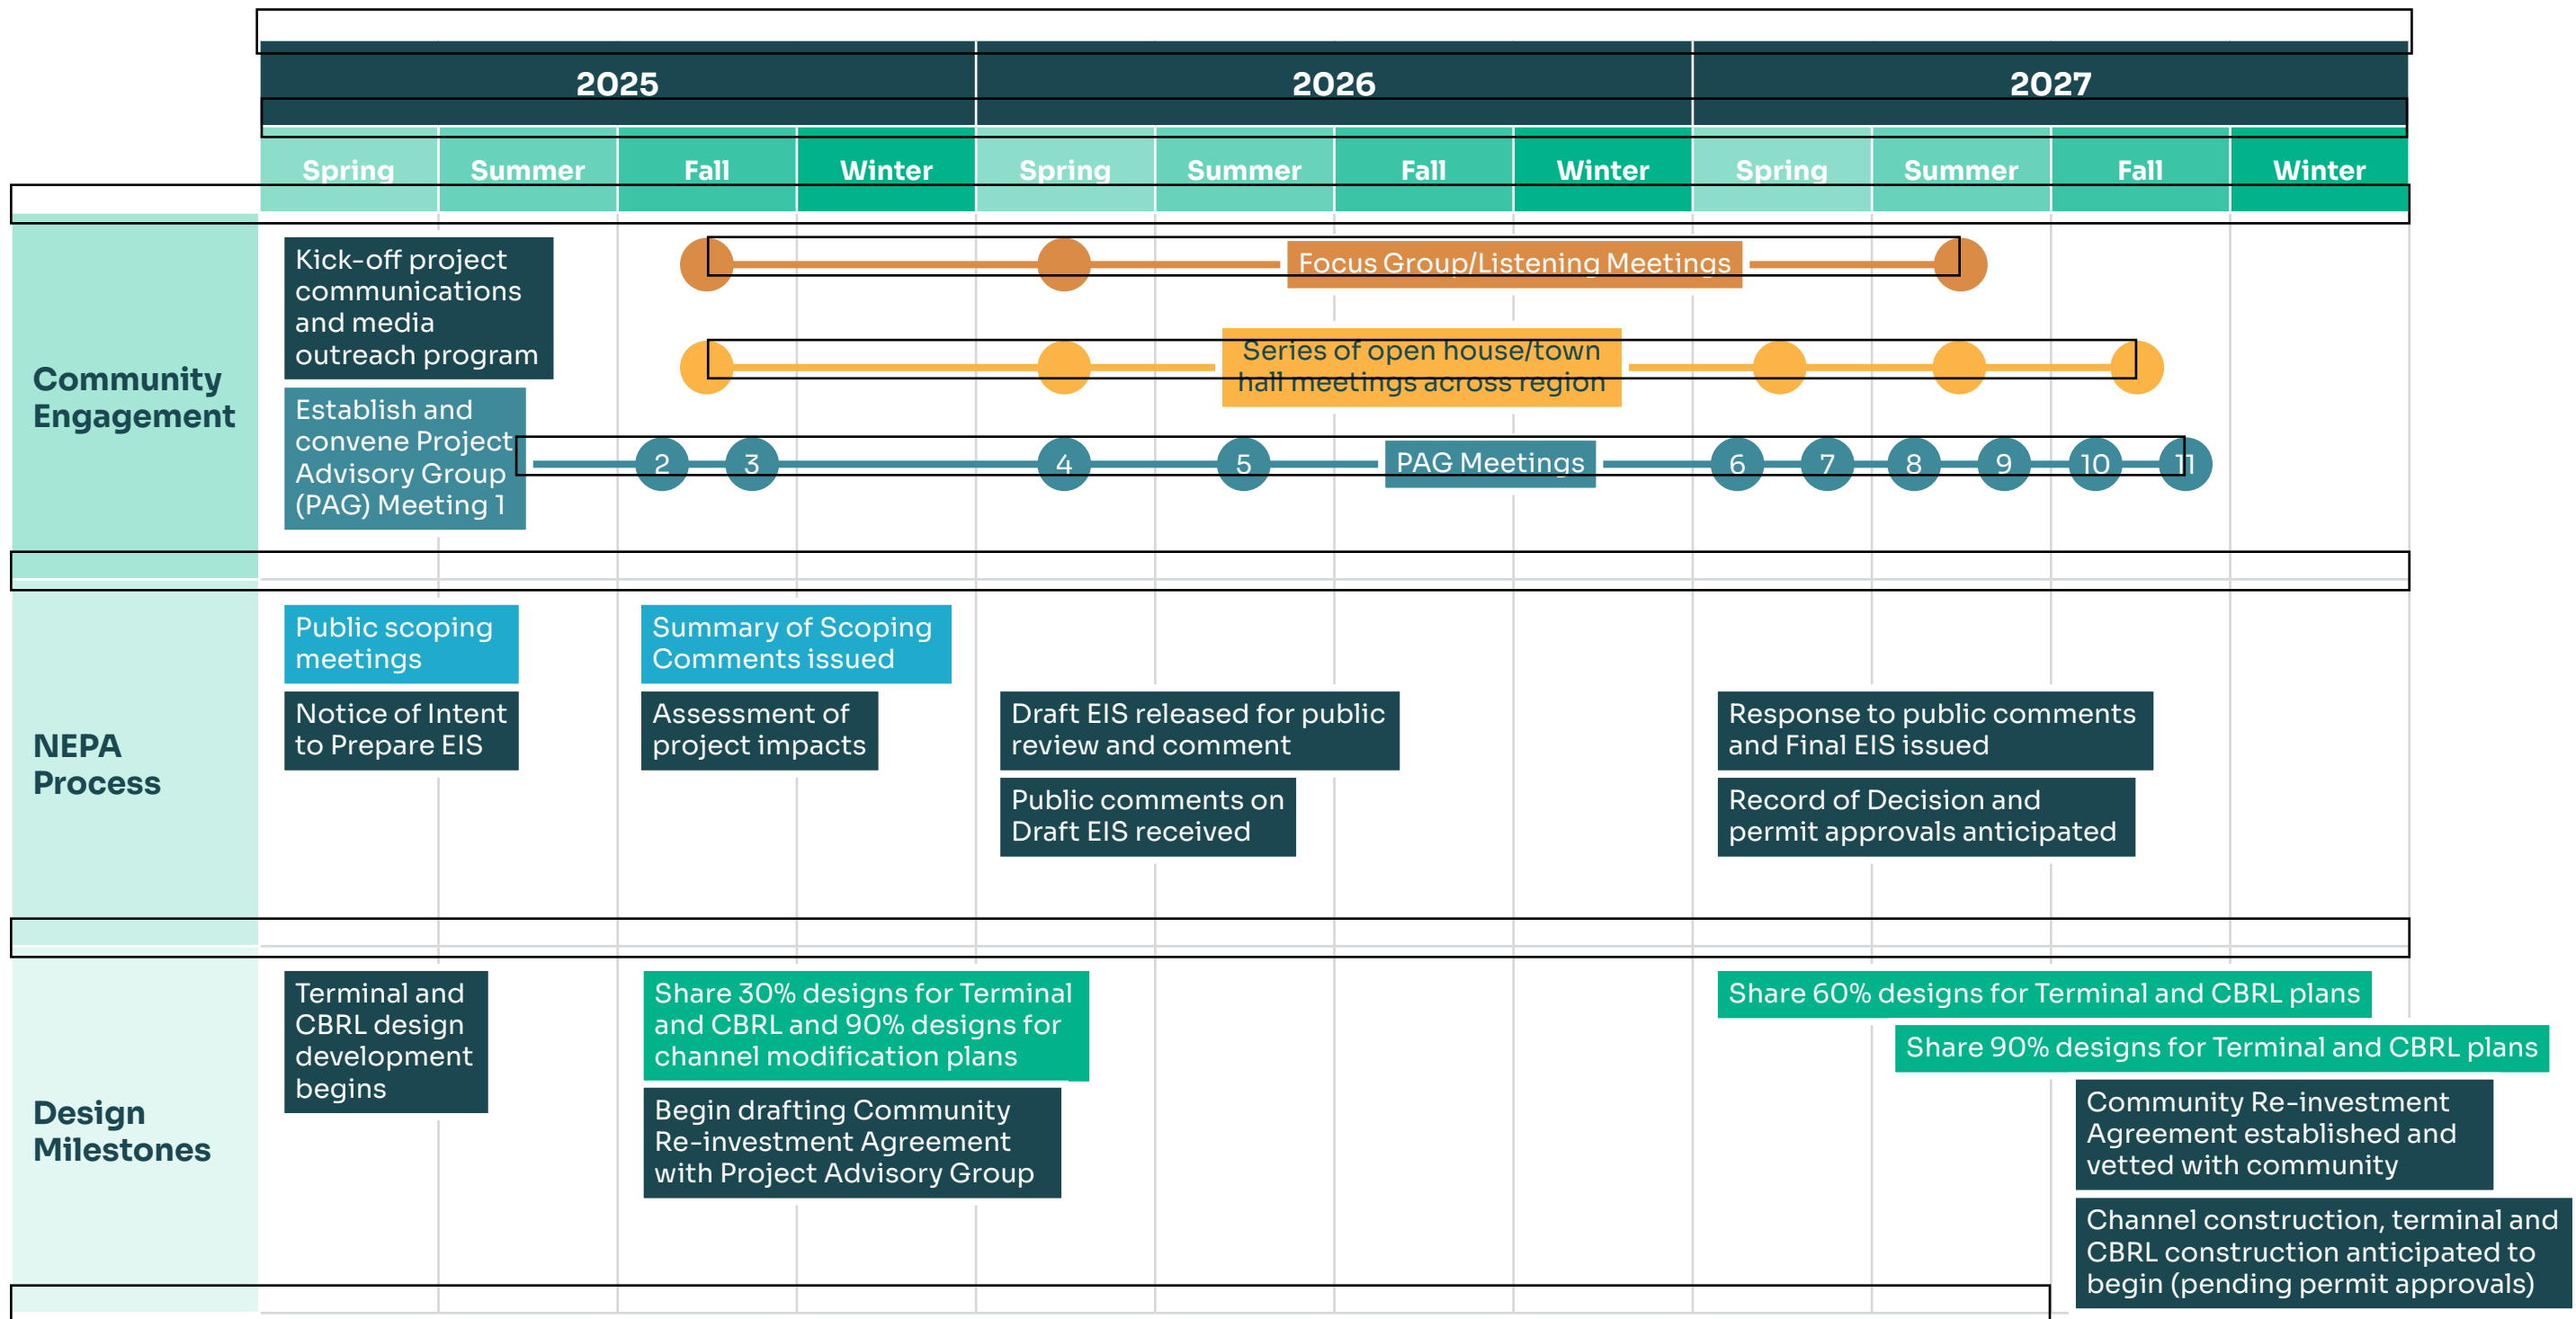 2025
2026
2027
Spring
Summer
Fall
Winter
Spring
Summer
Fall
Winter
Spring
Summer
Fall
Winter
Community
Engagement
Kick-off project
communications
and media
outreach program
Focus Group/Listening Meetings
Series of open house/town
hall meetings across region
Establish and
convene Project
Advisory Group
(PAG) Meeting 1
2
3
4
5
PAG Meetings
6
7
8
9
10
11
NEPA
Process
Public scoping
meetings
Notice of Intent
to Prepare EIS
Summary of Scoping
Comments issued
Assessment of
project impacts
Draft EIS released for public
review and comment
Public comments on
Draft EIS received
Response to public comments
and Final EIS issued
Record of Decision and
permit approvals anticipated
Design
Milestones
Terminal and
CBRL design
development
begins
Share 30% designs for Terminal
and CBRL and 90% designs for
channel modification plans
Begin drafting Community
Re-investment Agreement
with Project Advisory Group
Share 60% designs for Terminal and CBRL plans
Share 90% designs for Terminal and CBRL plans
Community Re-investment
Agreement established and
vetted with community
Channel construction, terminal and
CBRL construction anticipated to
begin (pending permit approvals)